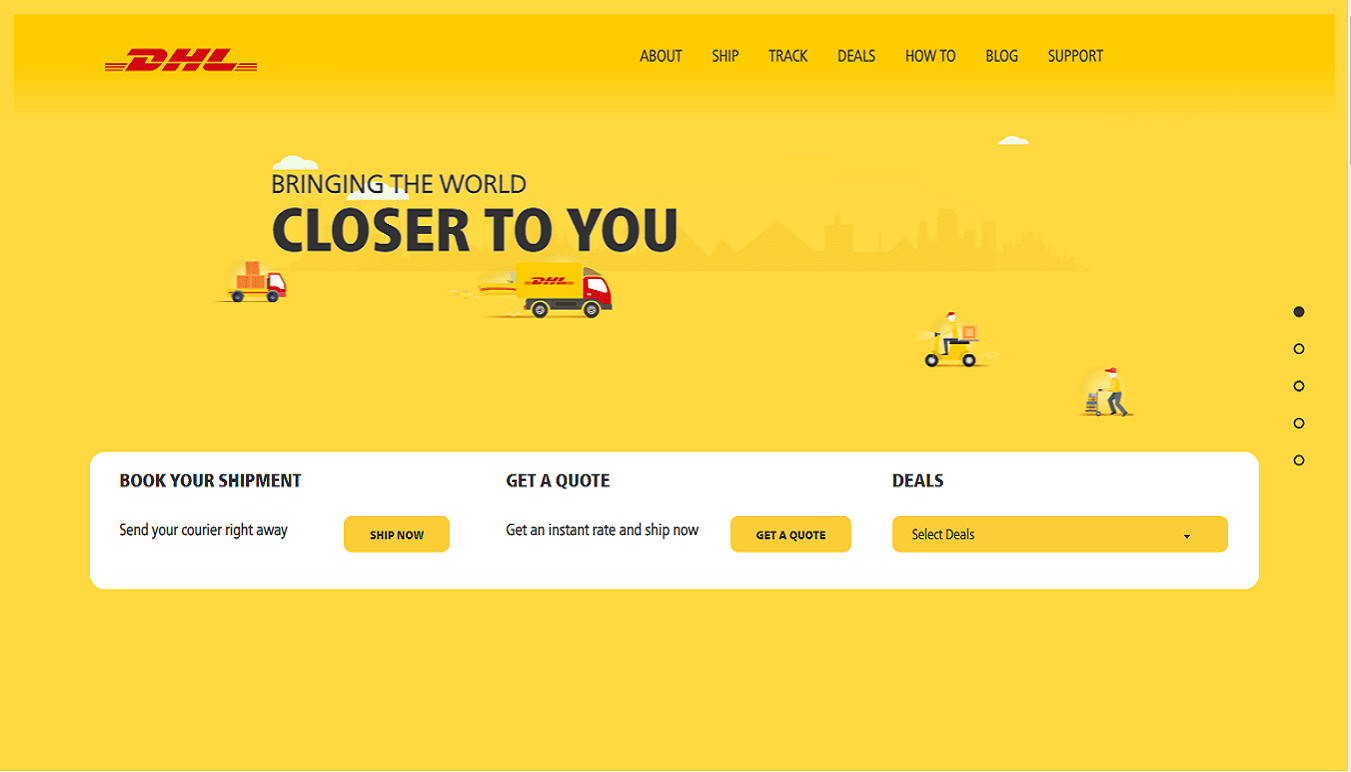 DHL
ABOUT SHIP TRACK DEALS HOW TO BLOG SUPPORT
BRINGING THE WORLD
CLOSER TO YOU
DHL
BOOK YOUR SHIPMENT
Send your courier right away
SHIP NOW
GET A QUOTE
Get an instant rate and ship now
GET A QUOTE
DEALS
Select Deals